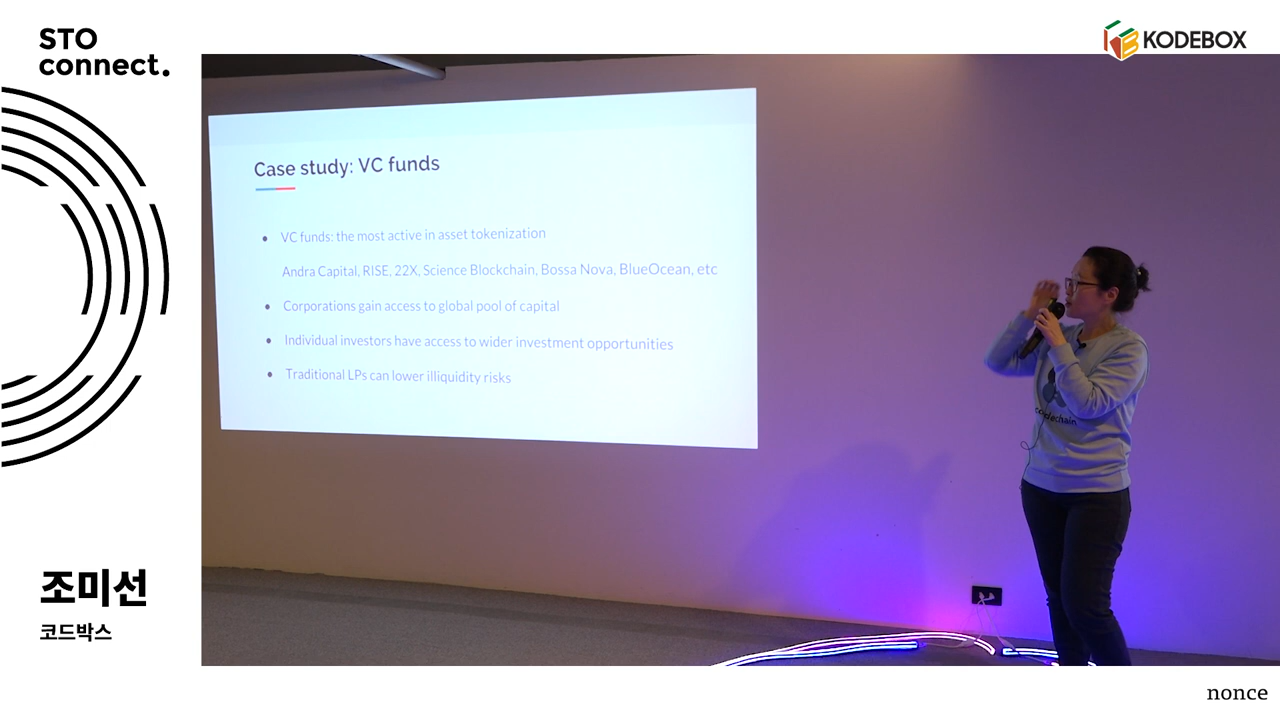 STO
connect.
KODEBOX
Case study: VC funds
VC funds: the most active in asset tokenization
Andra Capital, RISE, 22X, Science Blockchain, Bossa Nova, BlueOcean, etc
Corporations gain access to global pool of capital
Individual investors have access to wider investment opportunities
Traditional LPs can lower illiquidity risks
codechain
조미선
코드박스
nonce